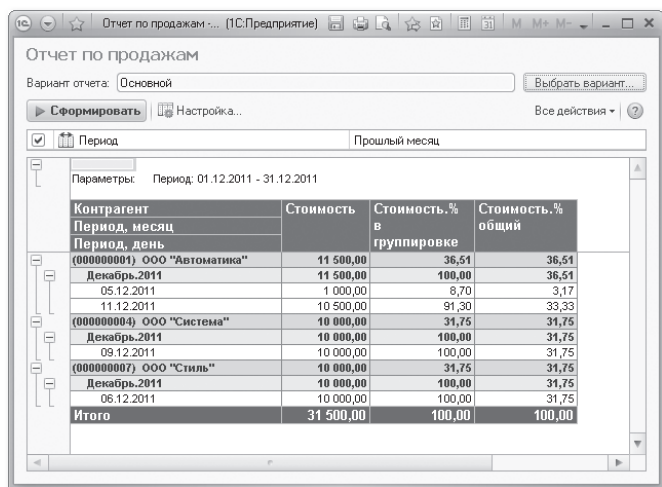 1С Отчет по продажам -... (1С:Предприятие) M M+ M-
Отчет по продажам
Вариант отчета: Основной Выбрать вариант...
Сформировать Настройка... Все действия ?
Период Прошлый месяц
Параметры: Период: 01.12.2011 - 31.12.2011
Контрагент Стоимость Стоимость.% Стоимость.%
Период, месяц в общий
Период, день группировке
(000000001) ООО "Автоматика" 11 500,00 36,51 36,51
Декабрь.2011 11 500,00 100,00 36,51
05.12.2011 1 000,00 8,70 3,17
11.12.2011 10 500,00 91,30 33,33
(000000004) ООО "Система" 10 000,00 31,75 31,75
Декабрь.2011 10 000,00 100,00 31,75
09.12.2011 10 000,00 100,00 31,75
(000000007) ООО "Стиль" 10 000,00 31,75 31,75
Декабрь.2011 10 000,00 100,00 31,75
06.12.2011 10 000,00 100,00 31,75
Итого 31 500,00 100,00 100,00